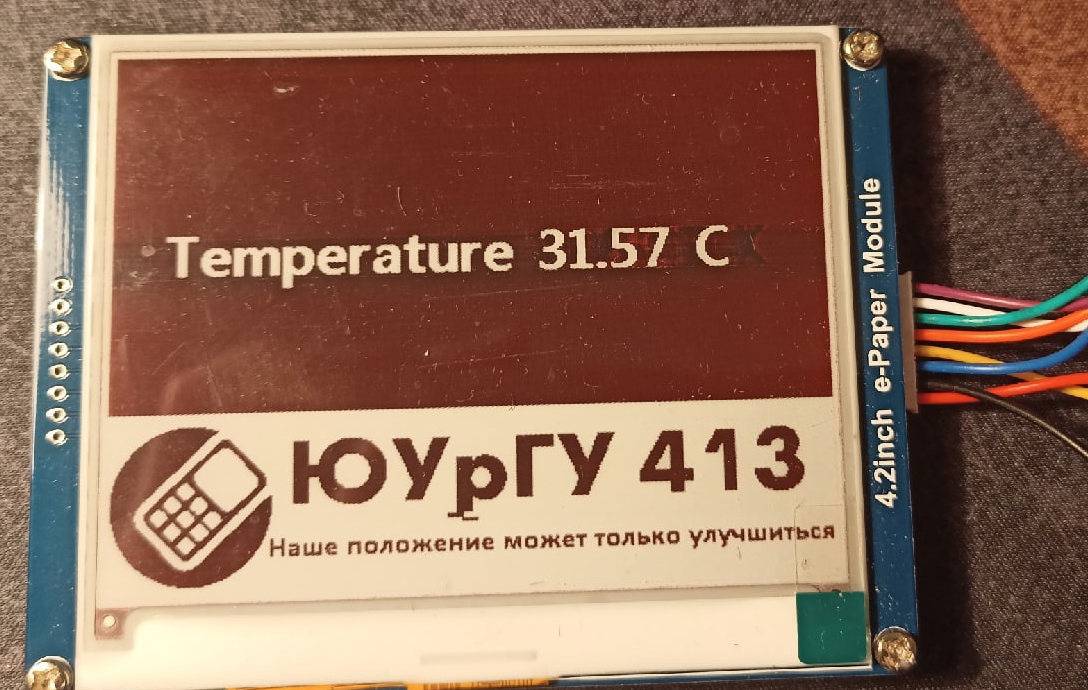 Temperature 31.57 C
ЮУрГУ 413
Наше положение может только улучшиться
4.2inch e-Paper Module